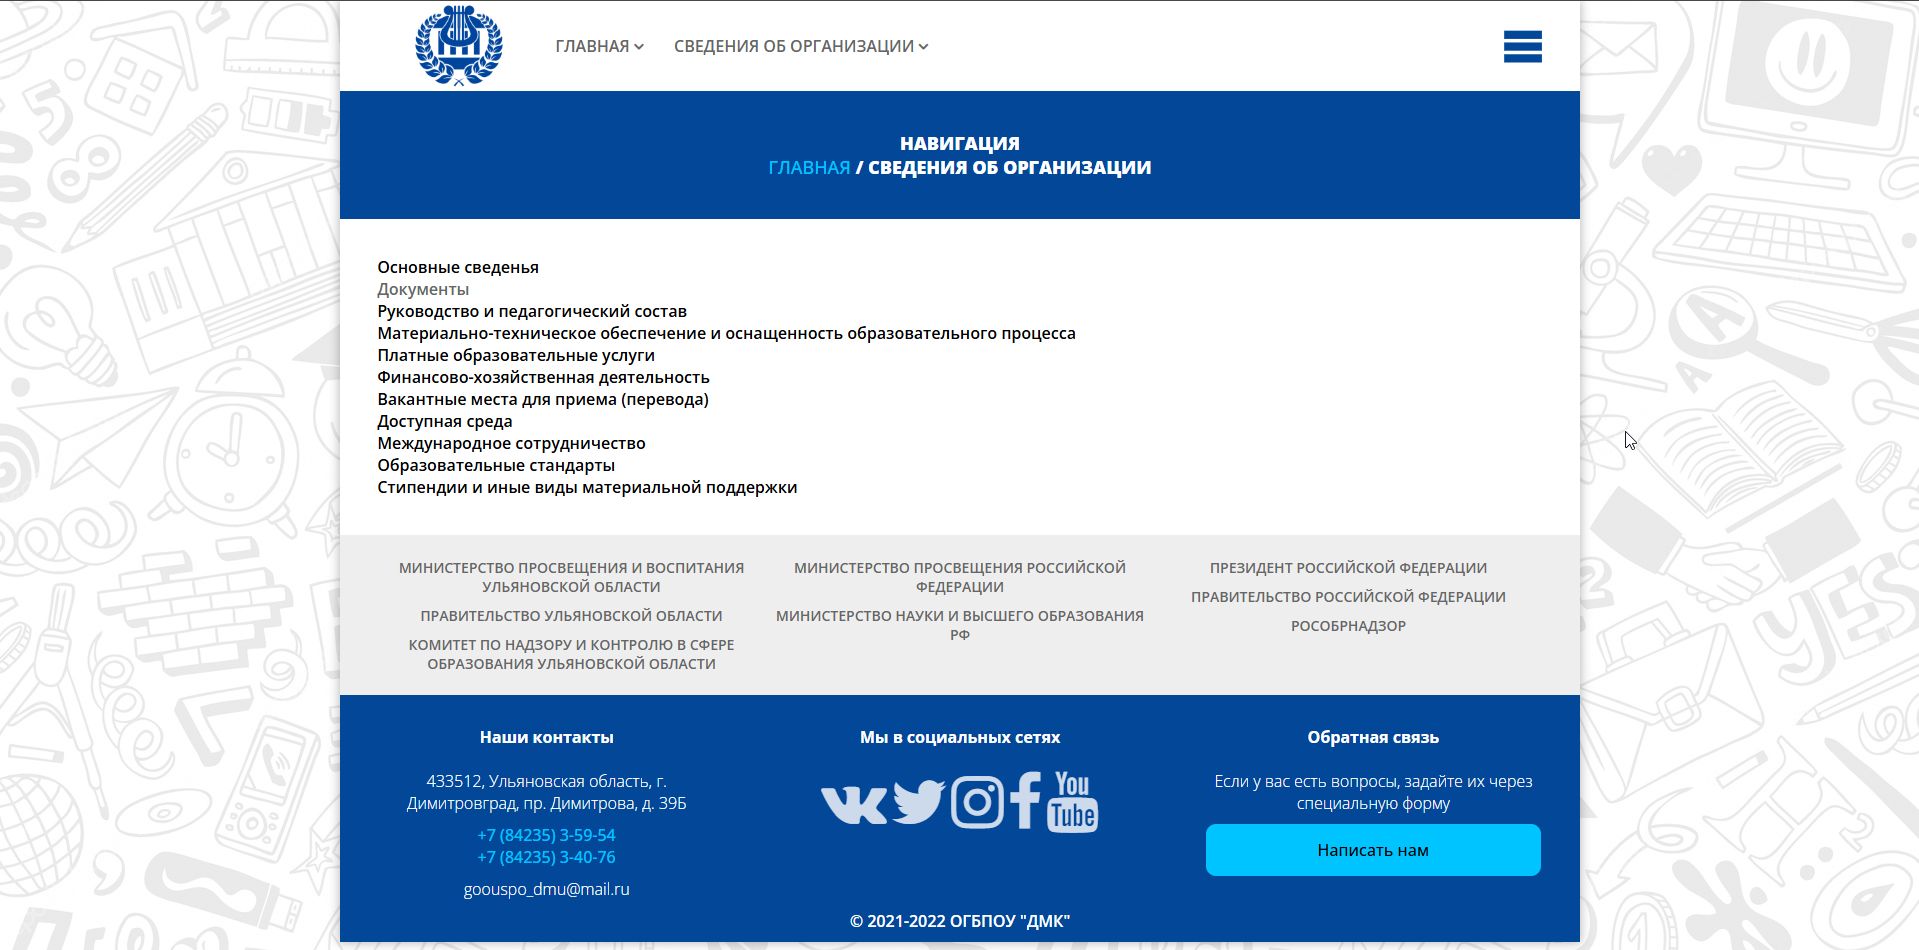 ГЛАВНАЯ СВЕДЕНИЯ ОБ ОРГАНИЗАЦИИ
НАВИГАЦИЯ
ГЛАВНАЯ / СВЕДЕНИЯ ОБ ОРГАНИЗАЦИИ
Основные сведенья
Документы
Руководство и педагогический состав
Материально-техническое обеспечение и оснащенность образовательного процесса
Платные образовательные услуги
Финансово-хозяйственная деятельность
Вакантные места для приема (перевода)
Доступная среда
Международное сотрудничество
Образовательные стандарты
Стипендии и иные виды материальной поддержки
МИНИСТЕРСТВО ПРОСВЕЩЕНИЯ И ВОСПИТАНИЯ
УЛЬЯНОВСКОЙ ОБЛАСТИ
ПРАВИТЕЛЬСТВО УЛЬЯНОВСКОЙ ОБЛАСТИ
КОМИТЕТ ПО НАДЗОРУ И КОНТРОЛЮ В СФЕРЕ
ОБРАЗОВАНИЯ УЛЬЯНОВСКОЙ ОБЛАСТИ
МИНИСТЕРСТВО ПРОСВЕЩЕНИЯ РОССИЙСКОЙ
ФЕДЕРАЦИИ
МИНИСТЕРСТВО НАУКИ И ВЫСШЕГО ОБРАЗОВАНИЯ
РФ
ПРЕЗИДЕНТ РОССИЙСКОЙ ФЕДЕРАЦИИ
ПРАВИТЕЛЬСТВО РОССИЙСКОЙ ФЕДЕРАЦИИ
РОСОБРНАДЗОР
Наши контакты
433512, Ульяновская область, г.
Димитровград, пр. Димитрова, д. 39Б
+7 (84235) 3-59-54
+7 (84235) 3-40-76
goouspo_dmu@mail.ru
Мы в социальных сетях
You
Tube
Обратная связь
Если у вас есть вопросы, задайте их через
специальную форму
Написать нам
© 2021-2022 ОГБПОУ "ДМК"
5
8
A
A
2
YES